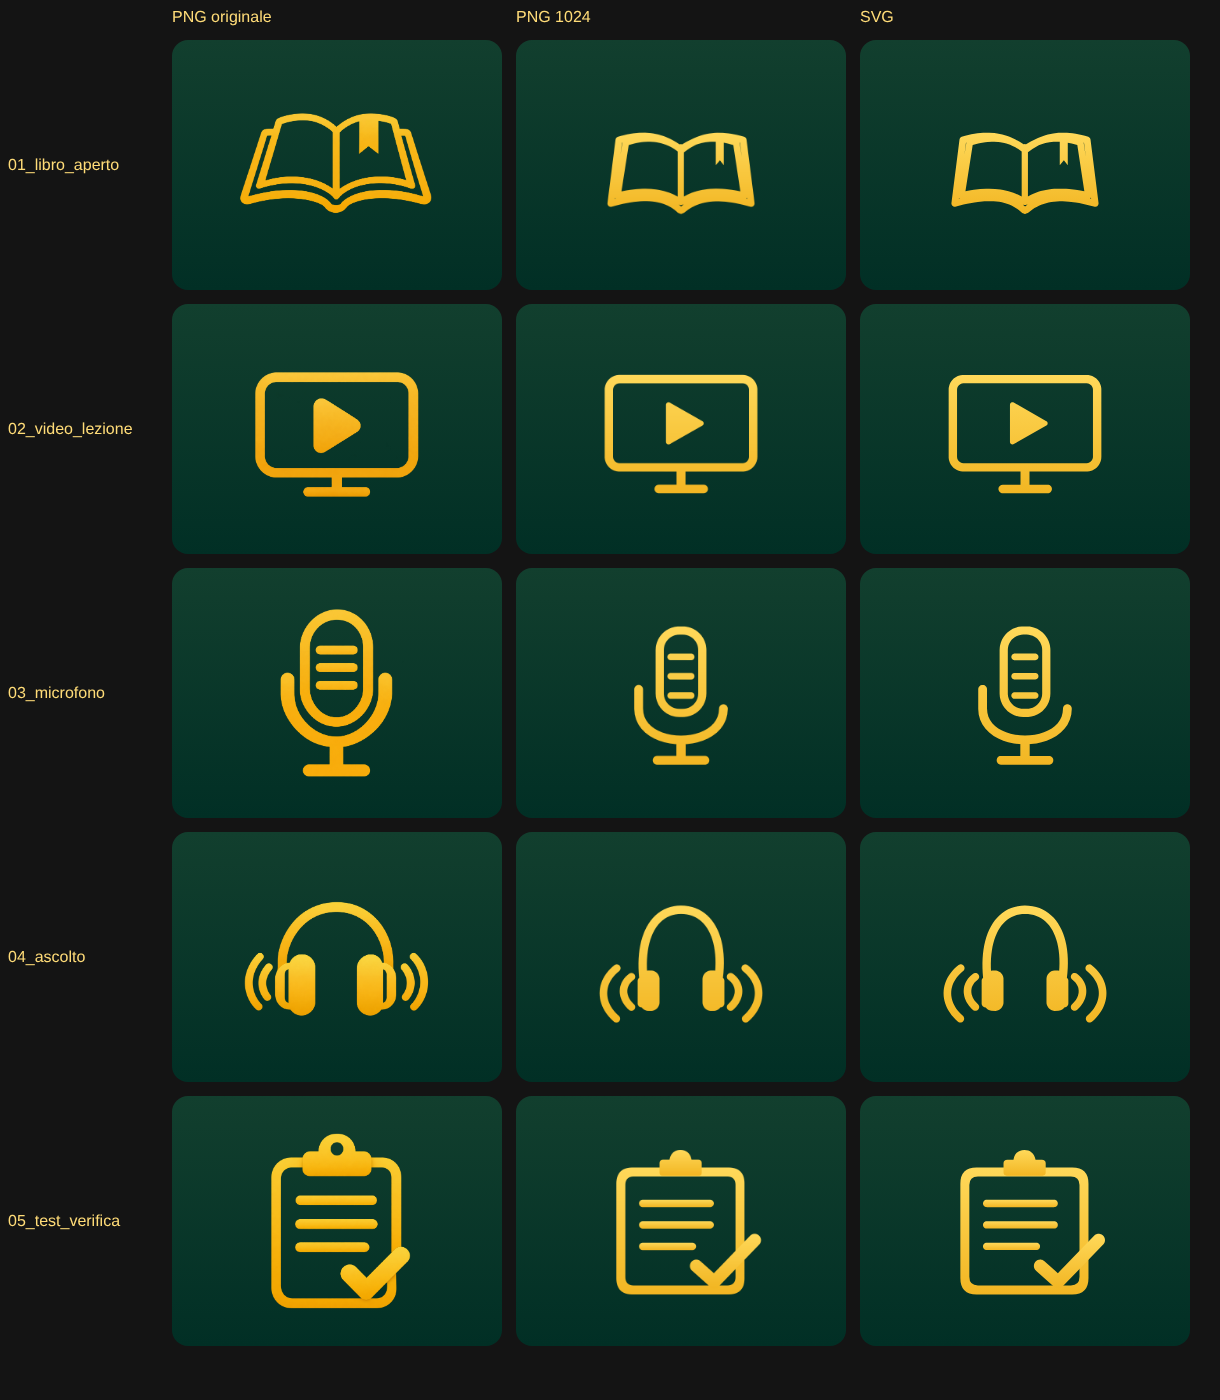 PNG originale PNG 1024 SVG
01_libro_aperto
02_video_lezione
03_microfono
04_ascolto
05_test_verifica